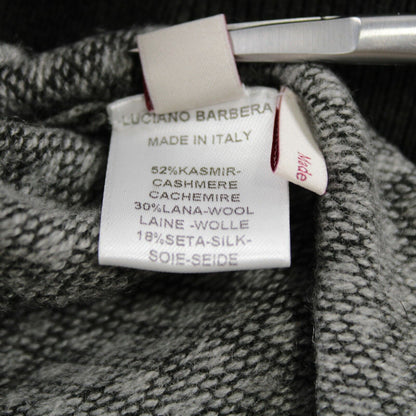 LUCIANO BARBERA
MADE IN ITALY
52%KASMIR-
CASHMERE
CACHEMIRE
30%LANA-WOOL
LAINE -WOLLE
18%SETA-SILK-
SOIE-SEIDE
Made